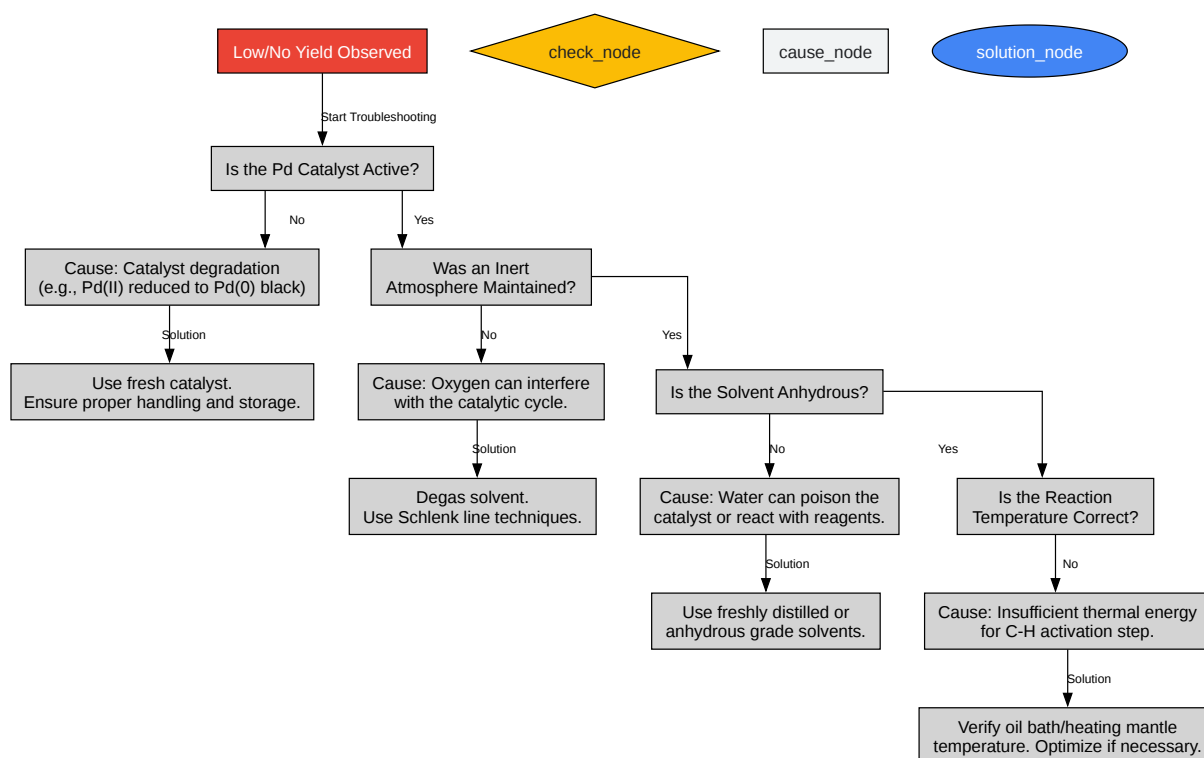 Low/No Yield Observed
check_node
cause_node
solution_node
Start Troubleshooting
Is the Pd Catalyst Active?
No
Yes
Cause: Catalyst degradation
(e.g., Pd(II) reduced to Pd(0) black)
Was an Inert
Atmosphere Maintained?
Solution
No
Yes
Use fresh catalyst.
Ensure proper handling and storage.
Cause: Oxygen can interfere
with the catalytic cycle.
Is the Solvent Anhydrous?
Solution
No
Yes
Degas solvent.
Use Schlenk line techniques.
Cause: Water can poison the
catalyst or react with reagents.
Is the Reaction
Temperature Correct?
Solution
No
Use freshly distilled or
anhydrous grade solvents.
Cause: Insufficient thermal energy
for C-H activation step.
Solution
Verify oil bath/heating mantle
temperature. Optimize if necessary.